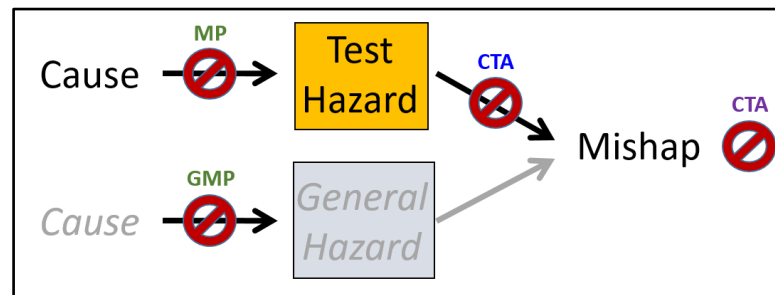 MP
Cause
Test
Hazard
CTA
Mishap
CTA
GMP
Cause
General
Hazard